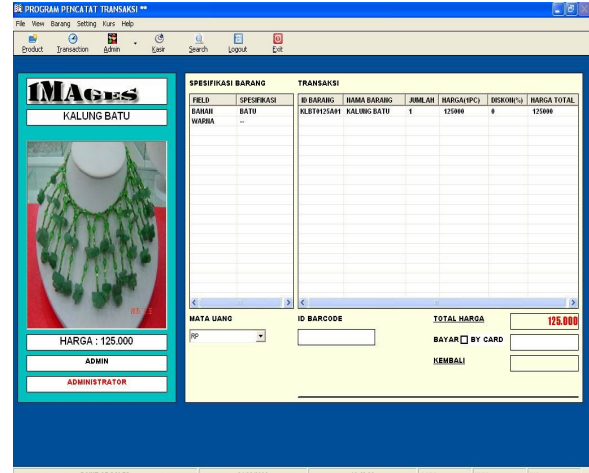 PROGRAM PENCATAT TRANSAKSI **
File View Barang Setting Kurs Help
Product Transaction Admin Kasir Search Logout Exit
1MAGES
KALUNG BATU
HARGA : 125.000
ADMIN
ADMINISTRATOR
SPESIFIKASI BARANG
FIELD SPESIFIKASI
BAHAN BATU
WARNA --
TRANSAKSI
ID BARANG NAMA BARANG JUMLAH HARGA(1PC) DISKON(%) HARGA TOTAL
KLBT0125A01 KALUNG BATU 1 125000 0 125000
MATA UANG
RP
ID BARCODE
TOTAL HARGA 125.000
BAYAR BY CARD
KEMBALI